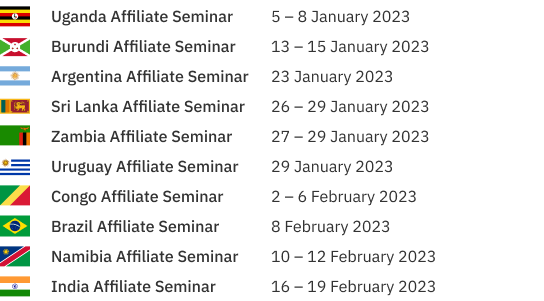 Uganda Affiliate Seminar 5 – 8 January 2023
Burundi Affiliate Seminar 13 – 15 January 2023
Argentina Affiliate Seminar 23 January 2023
Sri Lanka Affiliate Seminar 26 – 29 January 2023
Zambia Affiliate Seminar 27 – 29 January 2023
Uruguay Affiliate Seminar 29 January 2023
Congo Affiliate Seminar 2 – 6 February 2023
Brazil Affiliate Seminar 8 February 2023
Namibia Affiliate Seminar 10 – 12 February 2023
India Affiliate Seminar 16 – 19 February 2023